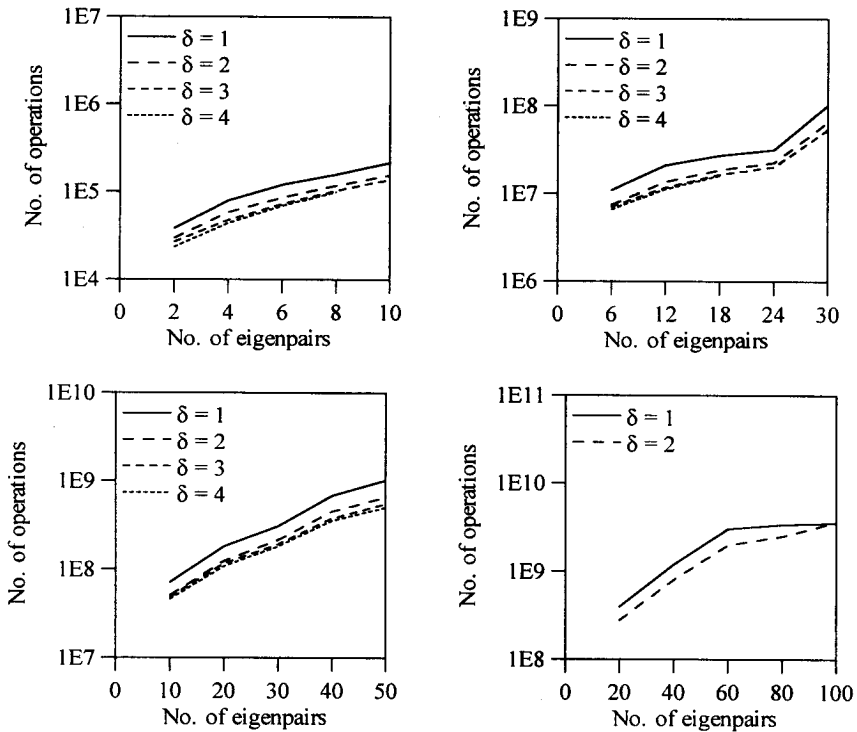 1E7
1E6
1E5
1E4
No. of operations
δ = 1
δ = 2
δ = 3
δ = 4
0 2 4 6 8 10
No. of eigenpairs
1E9
1E8
1E7
1E6
No. of operations
δ = 1
δ = 2
δ = 3
δ = 4
0 6 12 18 24 30
No. of eigenpairs
1E10
1E9
1E8
1E7
No. of operations
δ = 1
δ = 2
δ = 3
δ = 4
0 10 20 30 40 50
No. of eigenpairs
1E11
1E10
1E9
1E8
No. of operations
δ = 1
δ = 2
0 20 40 60 80 100
No. of eigenpairs